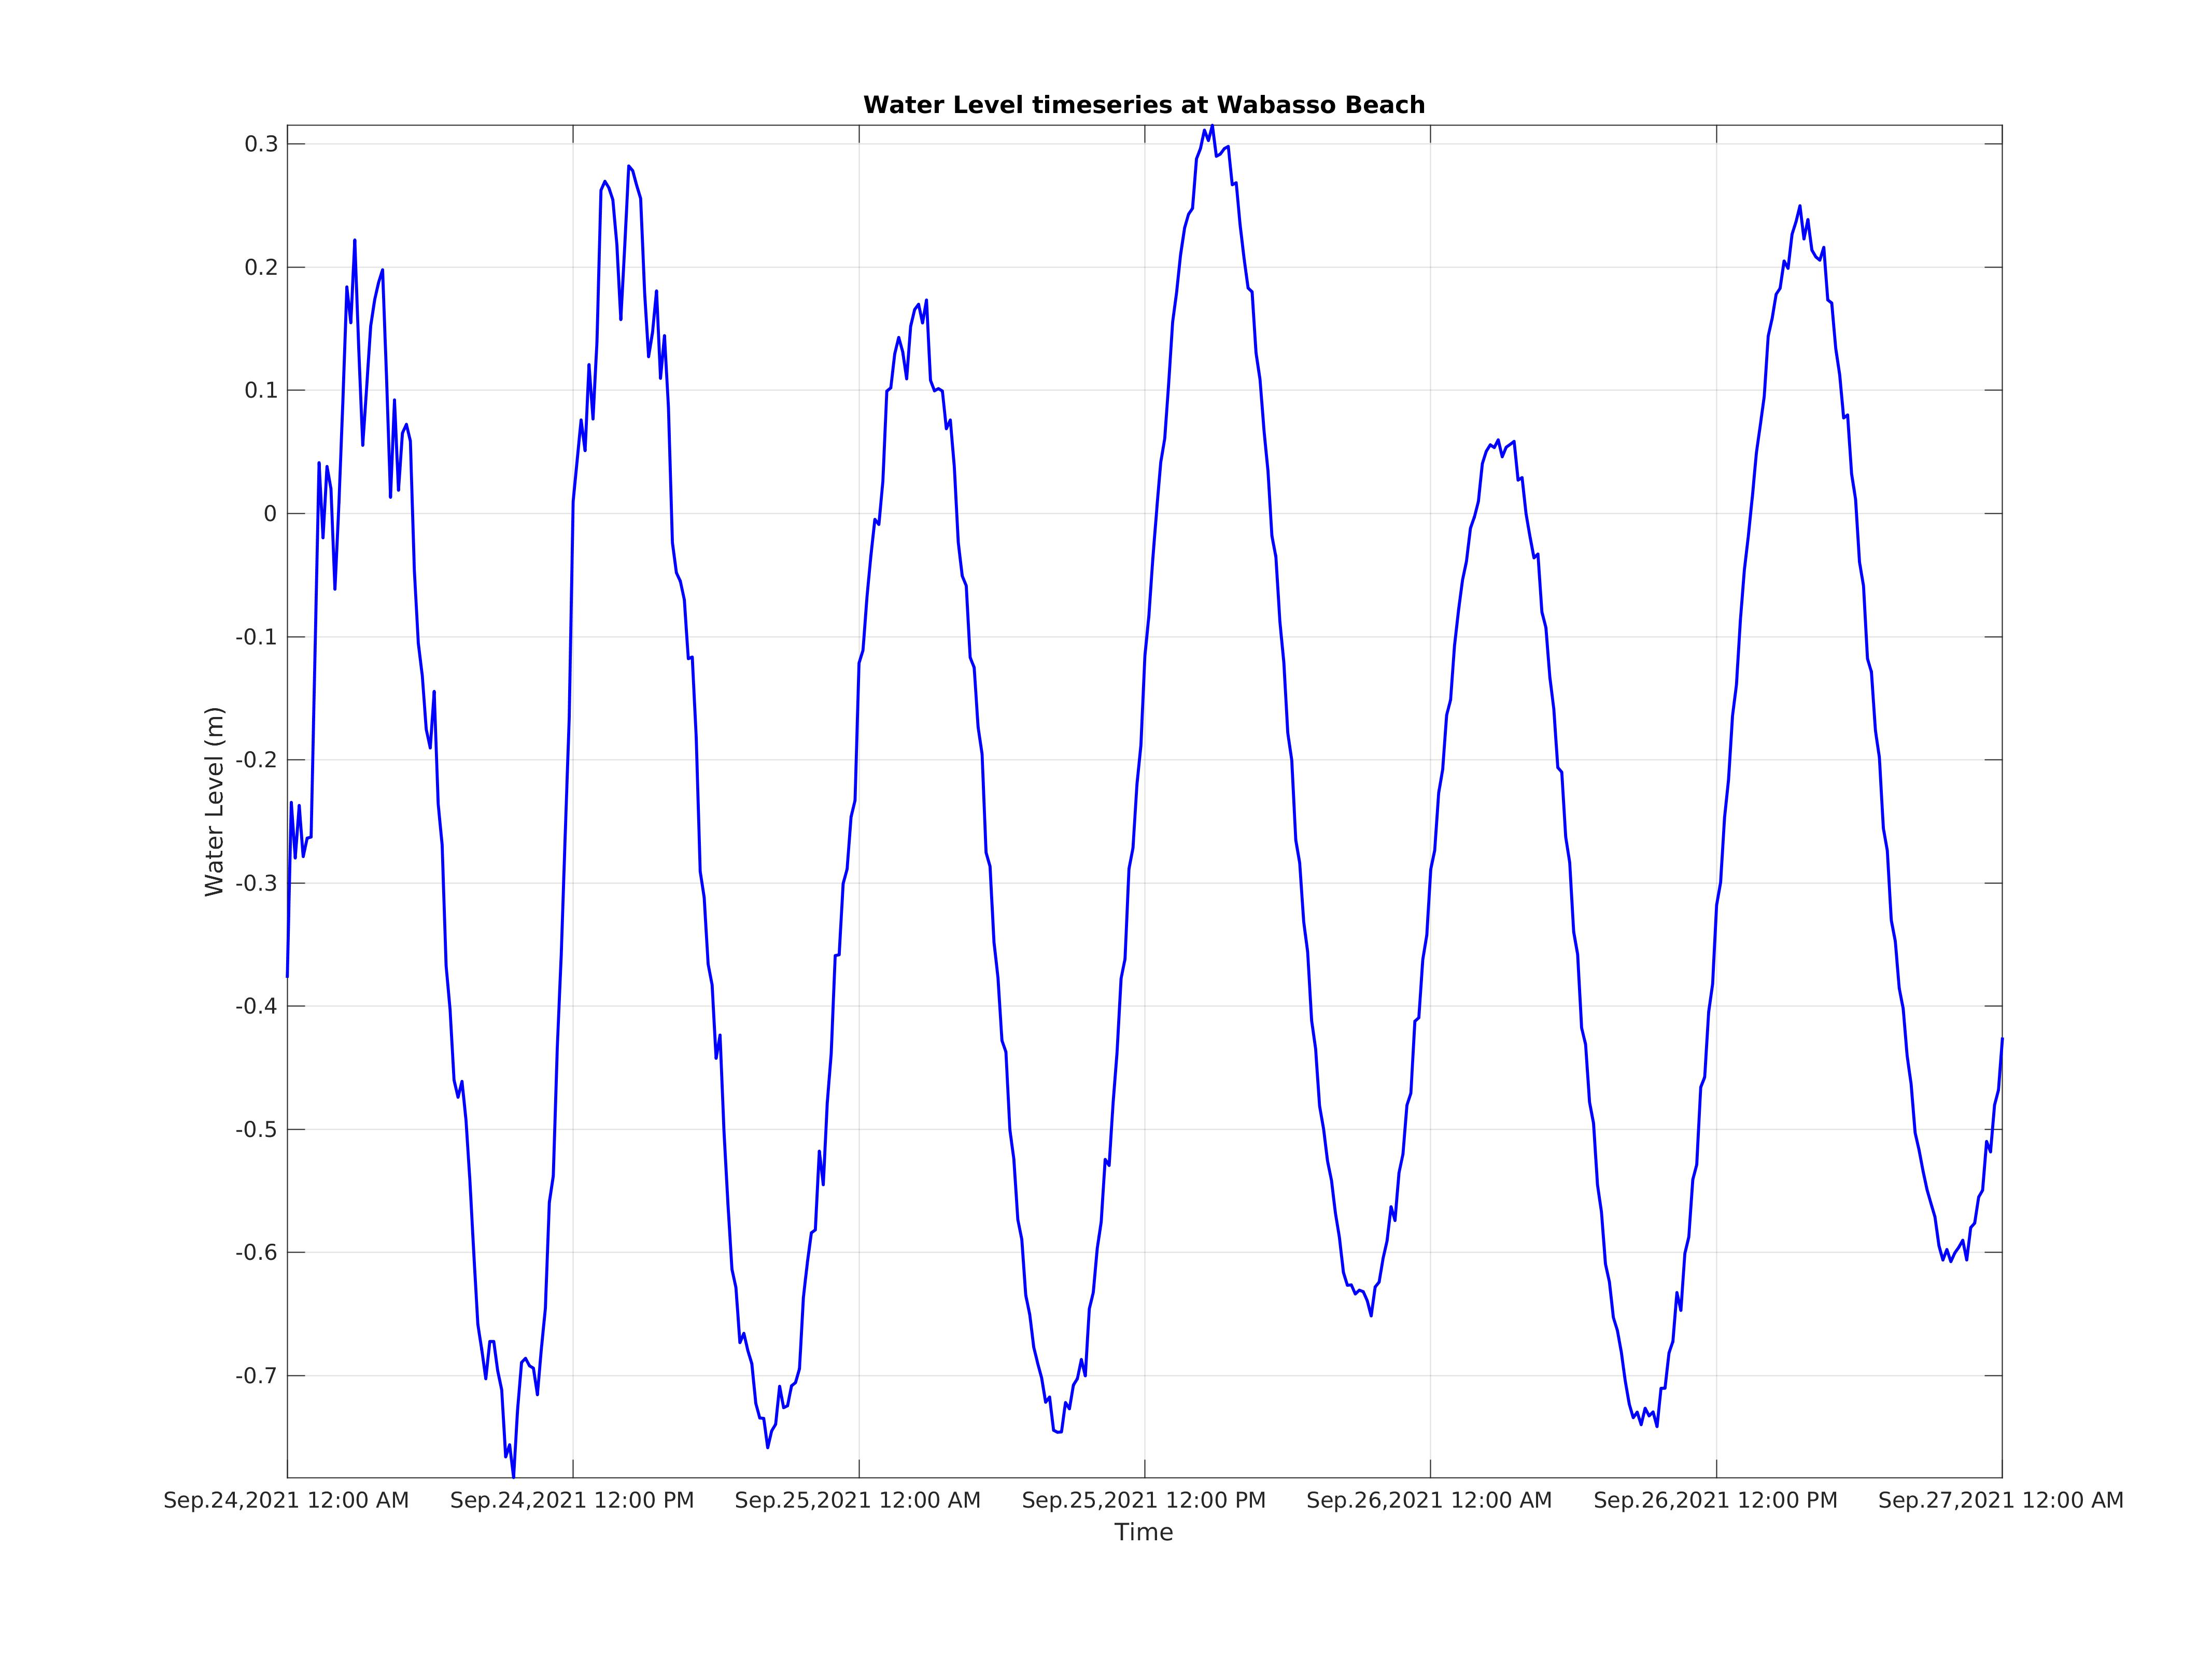 Water Level timeseries at Wabasso Beach
0.3
0.2
0.1
0
-0.1
-0.2
-0.3
-0.4
-0.5
-0.6
-0.7
Water Level (m)
Sep.24,2021 12:00 AM
Sep.24,2021 12:00 PM
Sep.25,2021 12:00 AM
Sep.25,2021 12:00 PM
Sep.26,2021 12:00 AM
Sep.26,2021 12:00 PM
Sep.27,2021 12:00 AM
Time